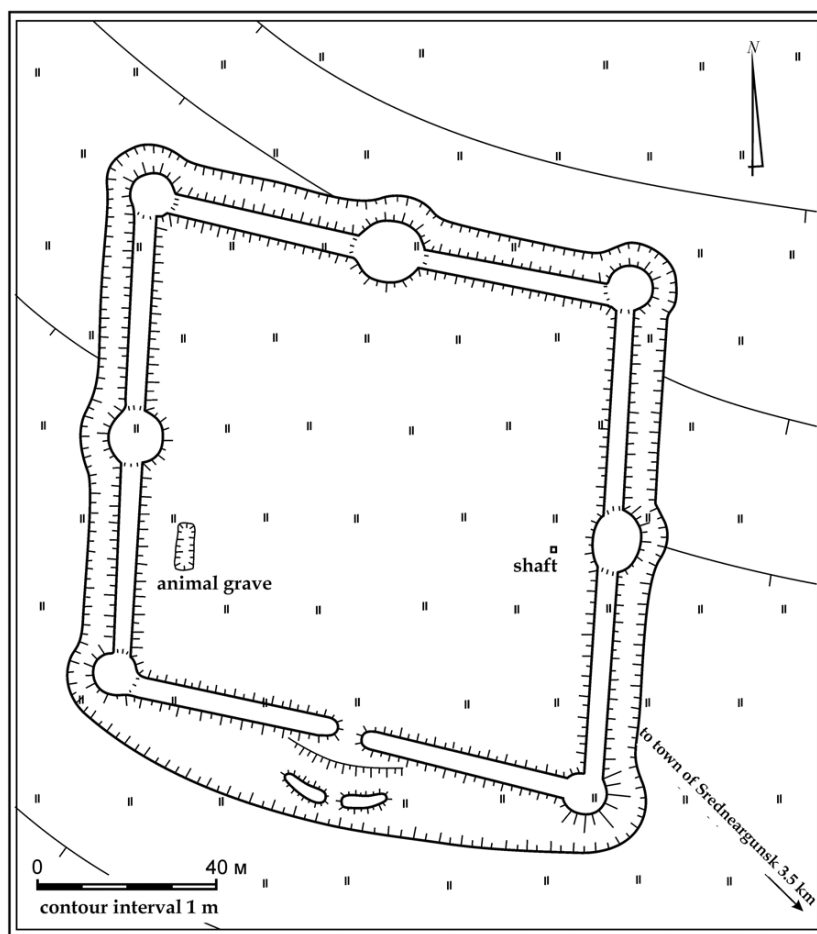 N
animal grave
shaft
to town of Sredneargunsk 3,5 km
0 40 м
contour interval 1 m